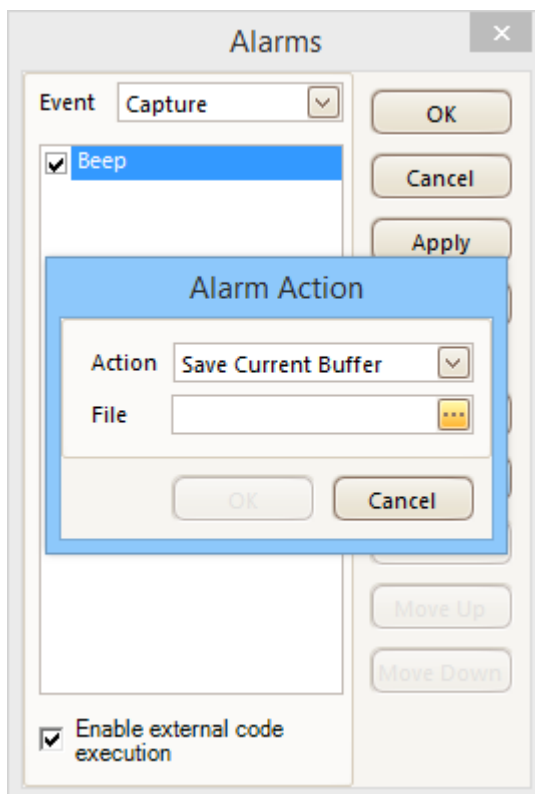 Alarms
Event Capture
OK
Beep
Cancel
Apply
Alarm Action
Action Save Current Buffer
File
OK Cancel
Move Up
Move Down
Enable external code
execution